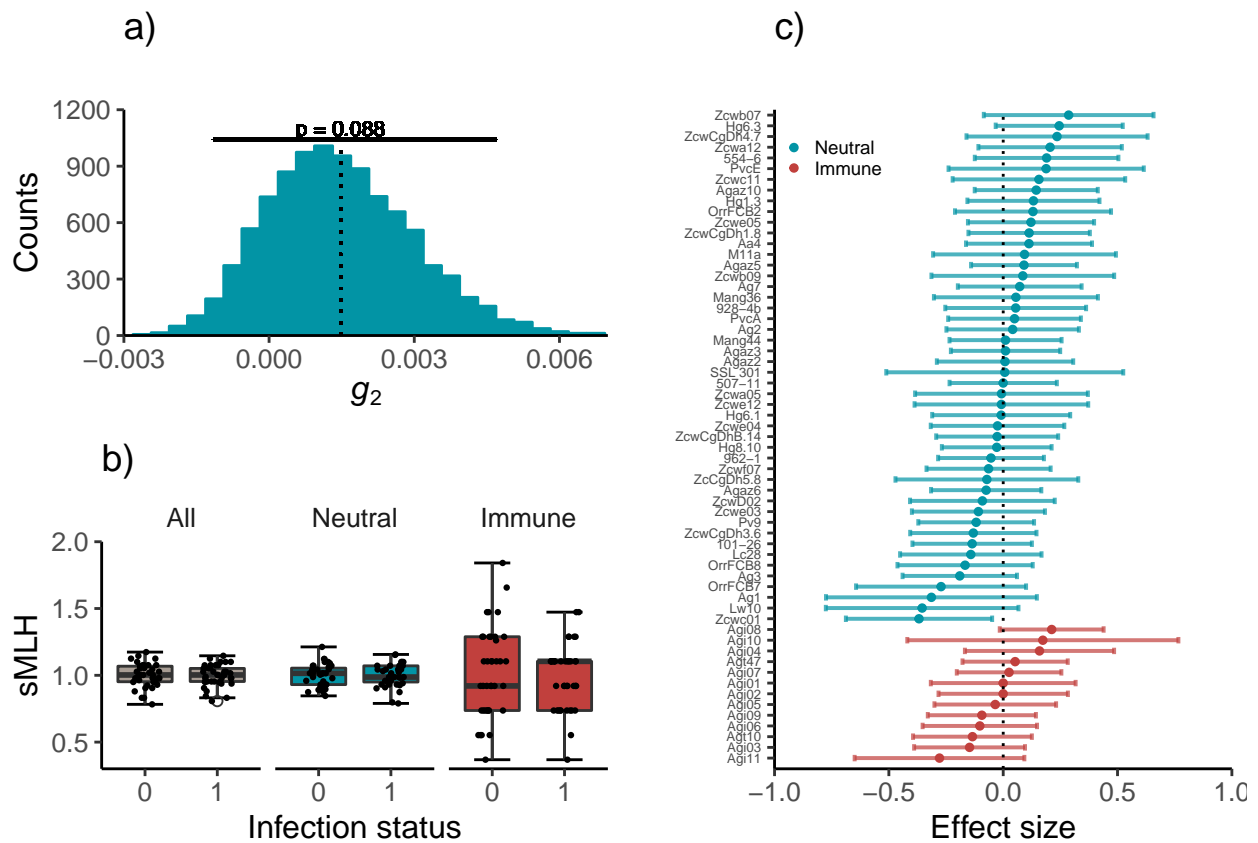 a)
1200
900
600
300
0
Counts
p = 0.088
−0.003
0.000
0.003
0.006
g2
b)
All
Neutral
Immune
2.0
1.5
1.0
0.5
sMLH
0
1
0
1
0
1
Infection status
c)
Neutral
Immune
Zcwb07
Hg6.3
ZcwCgDh4.7
Zcwa12
554−6
PvcE
Zcwc11
Agaz10
Hg1.3
OrrFCB2
Zcwe05
ZcwCgDh1.8
Aa4
M11a
Agaz5
Zcwb09
Ag7
Mang36
928−4b
PvcA
Ag2
Mang44
Agaz3
Agaz2
SSL 301
507−11
Zcwa05
Zcwe12
Hg6.1
Zcwe04
ZcwCgDhB.14
Hg8.10
962−1
Zcwf07
ZcCgDh5.8
Agaz6
ZcwD02
Zcwe03
Pv9
ZcwCgDh3.6
101−26
Lc28
OrrFCB8
Ag3
OrrFCB7
Ag1
Lw10
Zcwc01
Agi08
Agi10
Agi04
Agt47
Agi07
Agi01
Agi02
Agi05
Agi09
Agi06
Agt10
Agi03
Agi11
−1.0
−0.5
0.0
0.5
1.0
Effect size